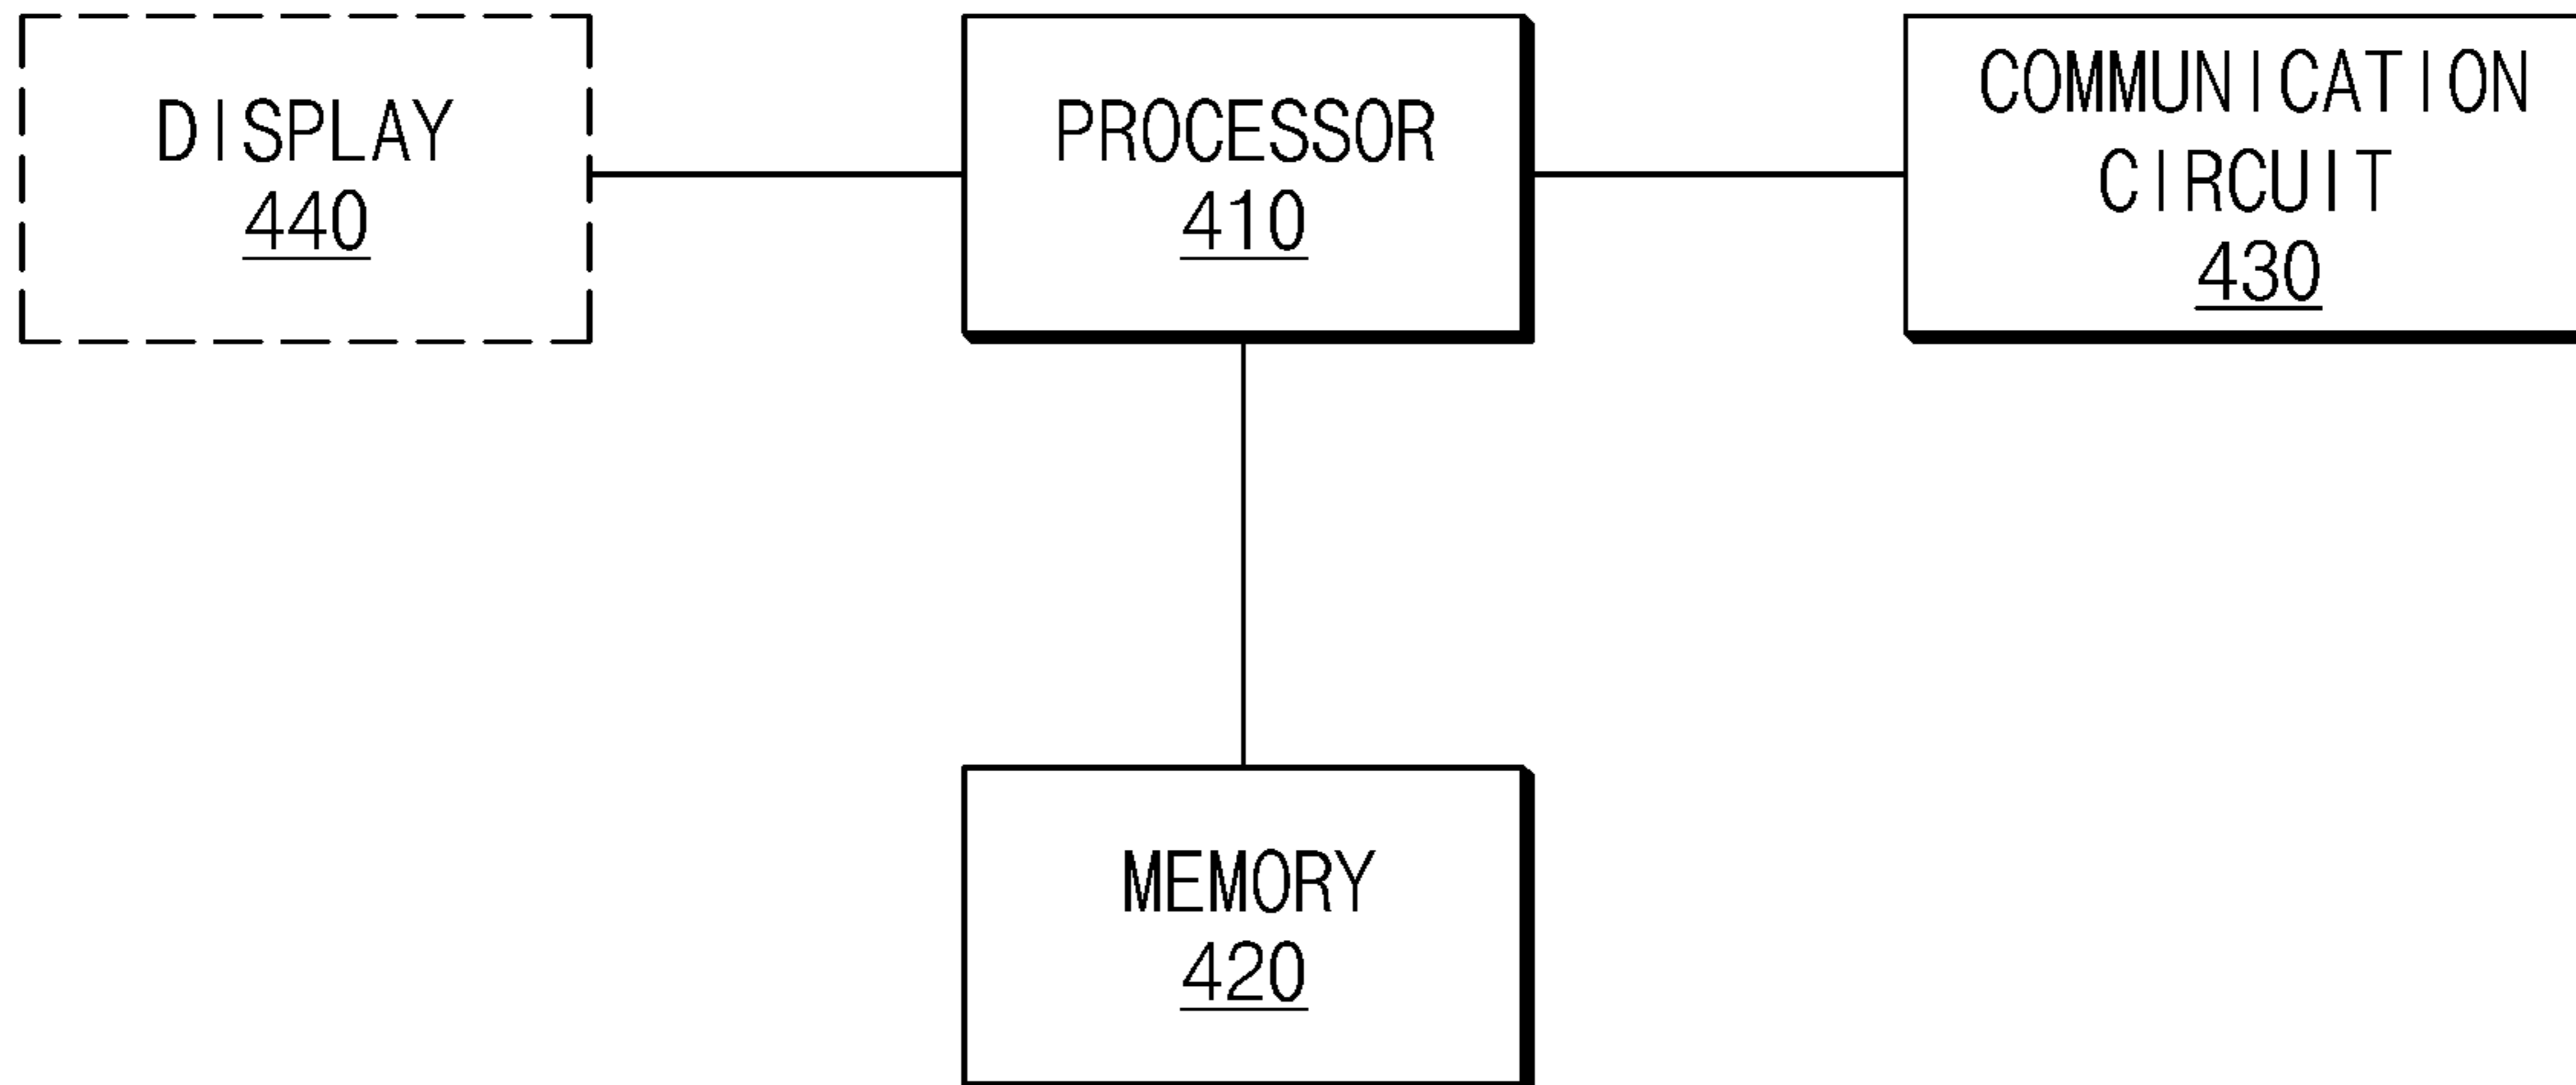 DISPLAY
440
PROCESSOR
410
COMMUNICATION
CIRCUIT
430
MEMORY
420